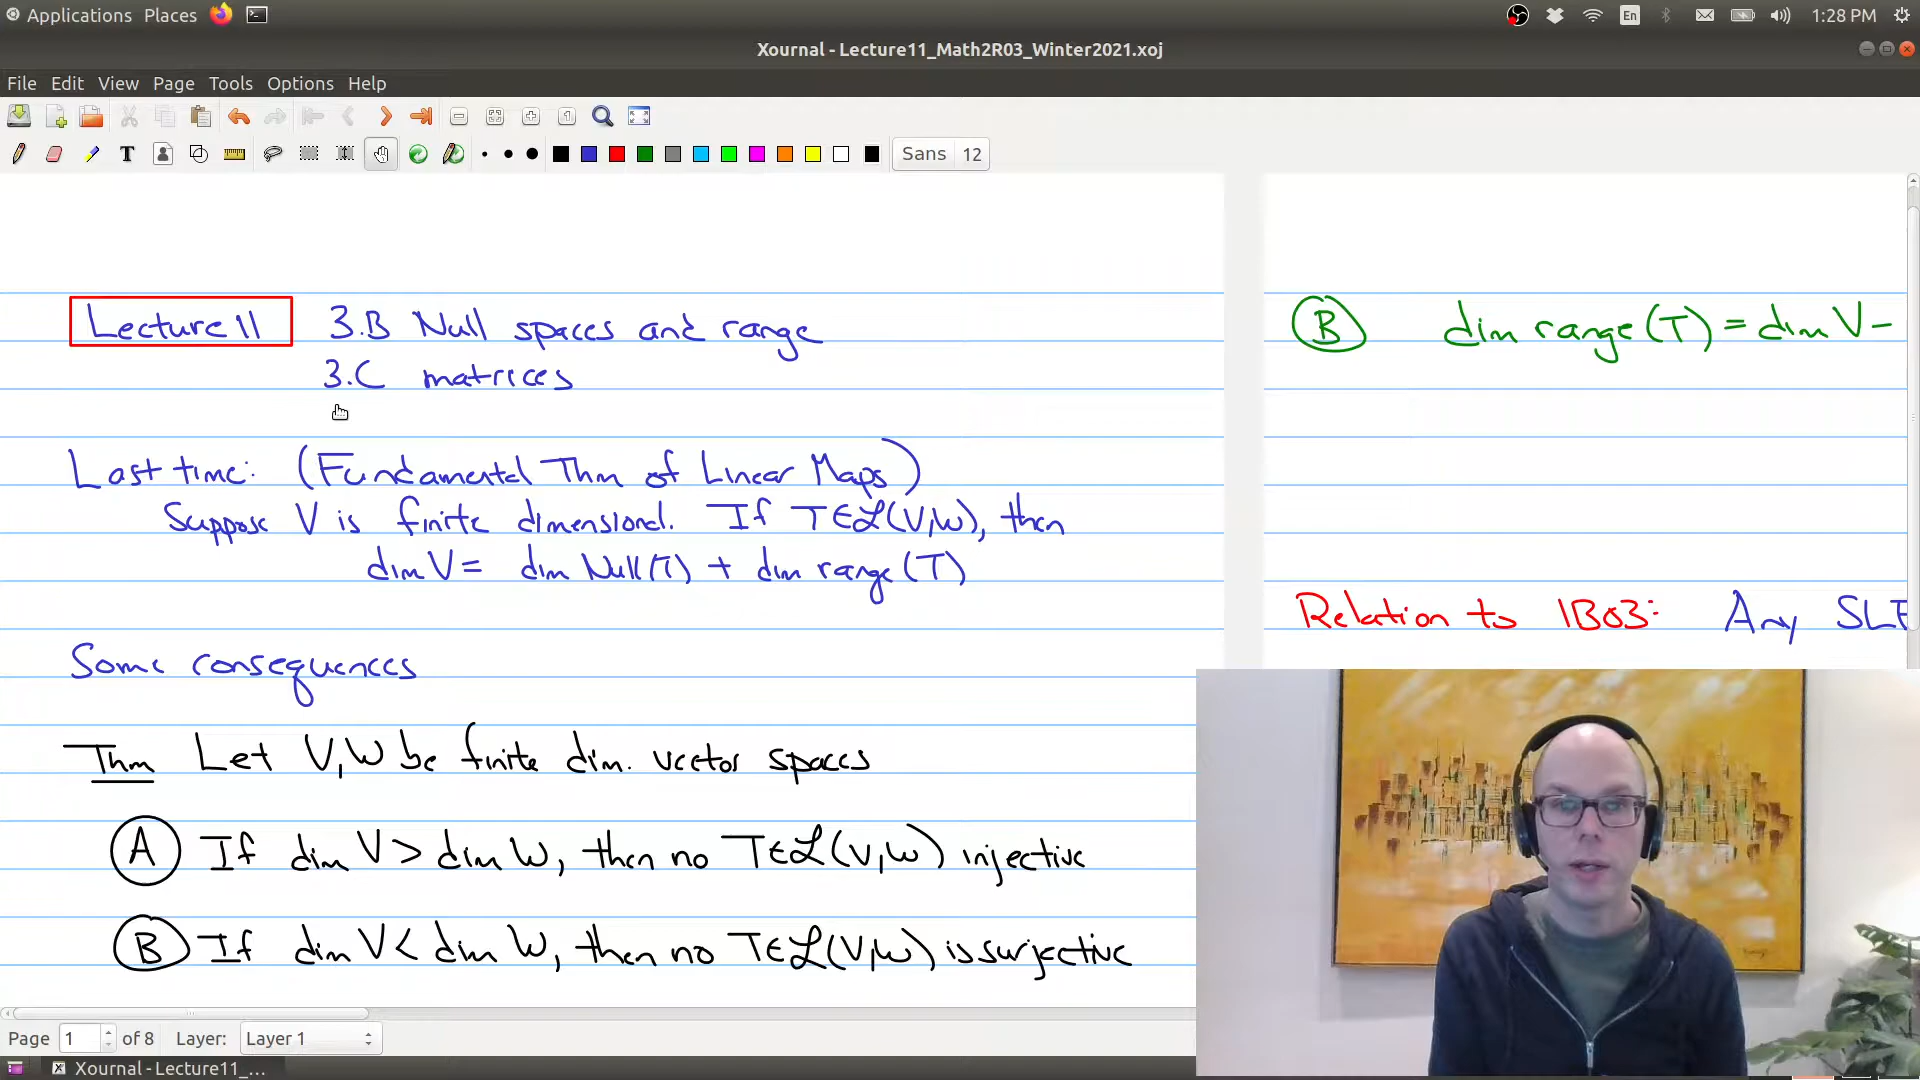 Applications Places En 1:28 PM
Xournal - Lecture11_Math2R03_Winter2021.xoj
File Edit View Page Tools Options Help
Sans 12
Lecture 11 3.B Null spaces and range
3.C matrices
Last time: (Fundamental Thm of Linear Maps)
Suppose V is finite dimensional. If T∈ℒ(V,W), then
dim V = dim Null(T) + dim range(T)
Some consequences
Thm Let V,W be finite dim. vector spaces
Ⓐ If dim V > dim W, then no T∈ℒ(V,W) injective
Ⓑ If dim V < dim W, then no T∈ℒ(V,W) is surjective
Ⓑ dim range(T) = dim V -
Relation to 1B03: Any SLE
Page 1 of 8 Layer: Layer 1
Xournal - Lecture11_...